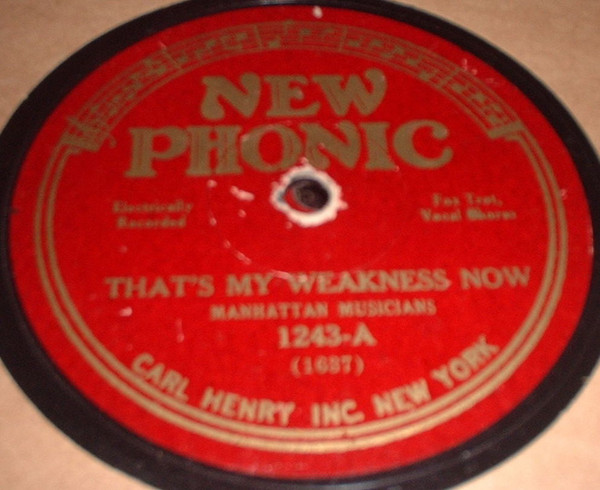 NEW
PHONIC
Electrically
Recorded
Fox Trot,
Vocal Chorus
THAT'S MY WEAKNESS NOW
MANHATTAN MUSICIANS
1243-A
(1637)
CARL HENRY INC. NEW YORK